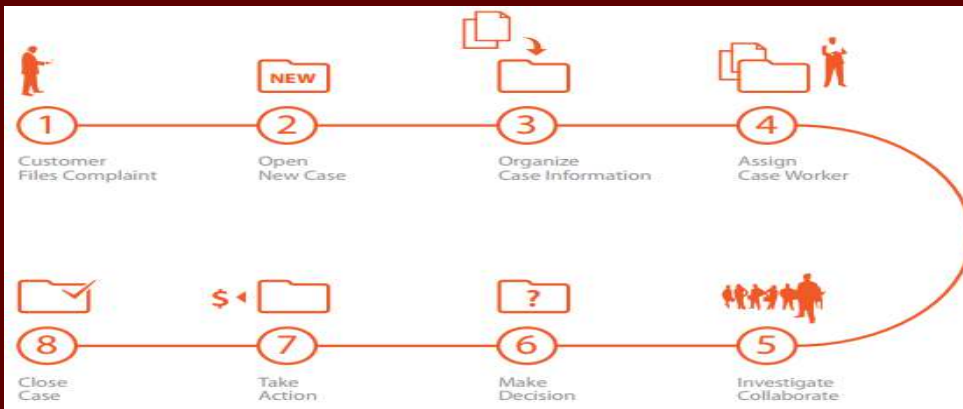 NEW
1
2
3
4
Customer
Files Complaint
Open
New Case
Organize
Case Information
Assign
Case Worker
$
?
8
7
6
5
Close
Case
Take
Action
Make
Decision
Investigate
Collaborate